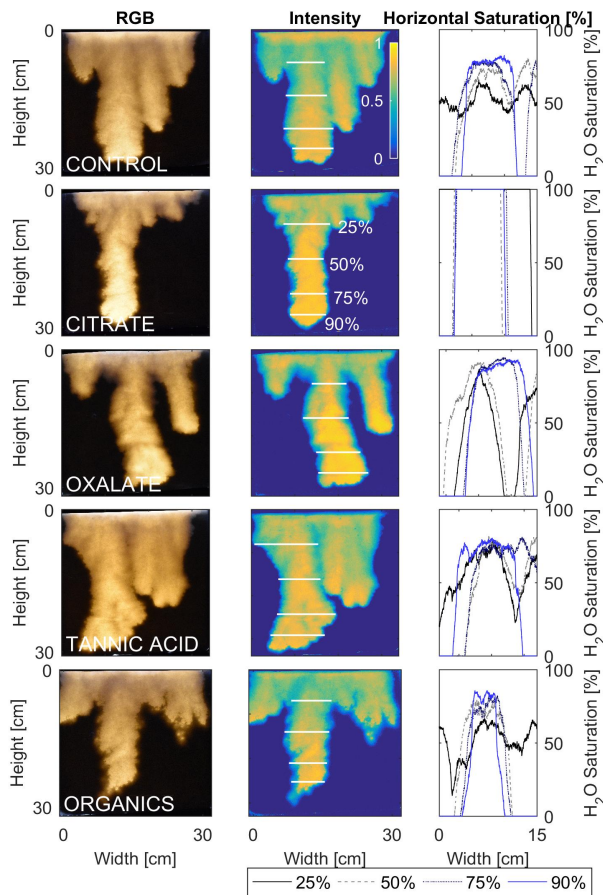 RGB
Intensity
Horizontal Saturation [%]
0
30
Height [cm]
CONTROL
1
0.5
0
100
50
0
H2O Saturation [%]
0
30
Height [cm]
CITRATE
25%
50%
75%
90%
100
50
0
H2O Saturation [%]
0
30
Height [cm]
OXALATE
100
50
0
H2O Saturation [%]
0
30
Height [cm]
TANNIC ACID
100
50
0
H2O Saturation [%]
0
30
Height [cm]
ORGANICS
100
50
0
H2O Saturation [%]
0 30
0 30
0 15
Width [cm]
Width [cm]
Width [cm]
25% 50% 75% 90%